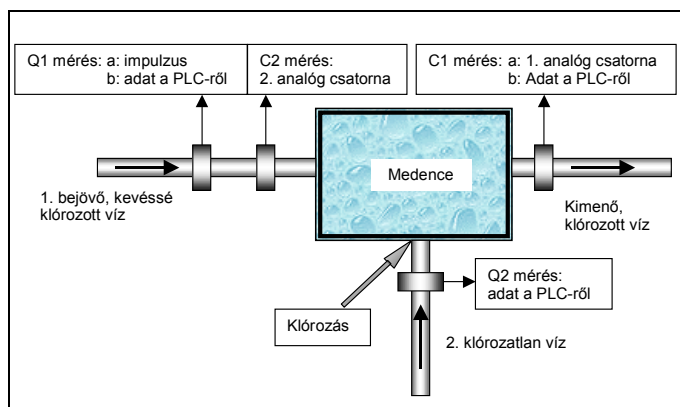 Q1 mérés: a: impulzus
b: adat a PLC-ről
C2 mérés:
2. analóg csatorna
C1 mérés: a: 1. analóg csatorna
b: Adat a PLC-ről
Medence
1. bejövő, kevéssé
klórozott víz
Kimenő,
klórozott víz
Q2 mérés:
adat a PLC-ről
Klórozás
2. klórozatlan víz